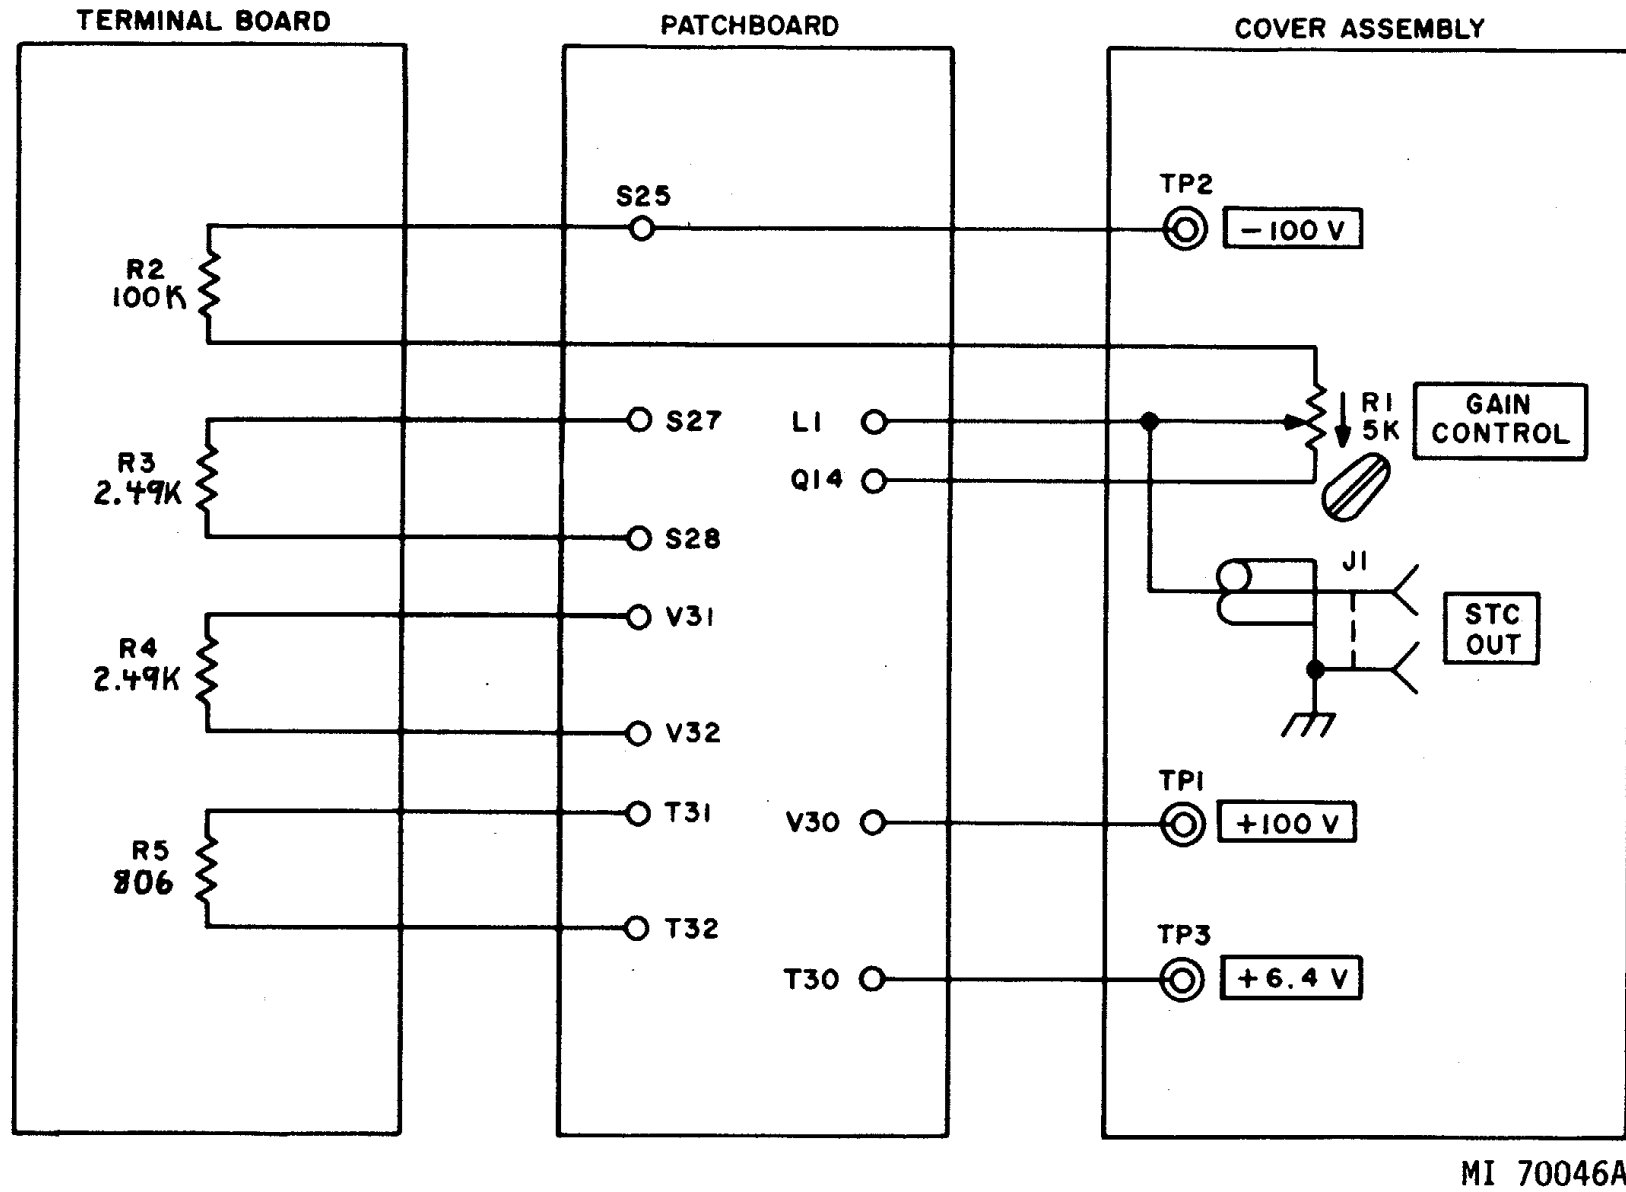 TERMINAL BOARD
PATCHBOARD
COVER ASSEMBLY
S25
TP2
-100 V
R2
100K
S27
L1
R1
5K
GAIN
CONTROL
R3
2.49K
Q14
S28
J1
V31
STC
OUT
R4
2.49K
V32
TP1
T31
V30
+100 V
R5
806
T32
TP3
T30
+6.4 V
MI 70046A